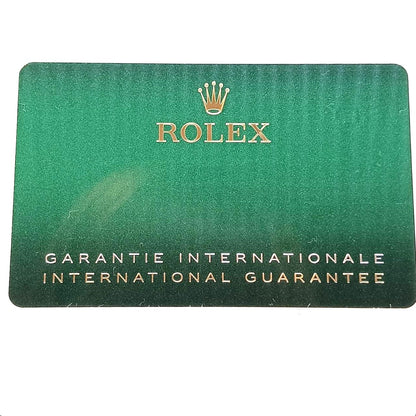 ROLEX
GARANTIE INTERNATIONALE
INTERNATIONAL GUARANTEE